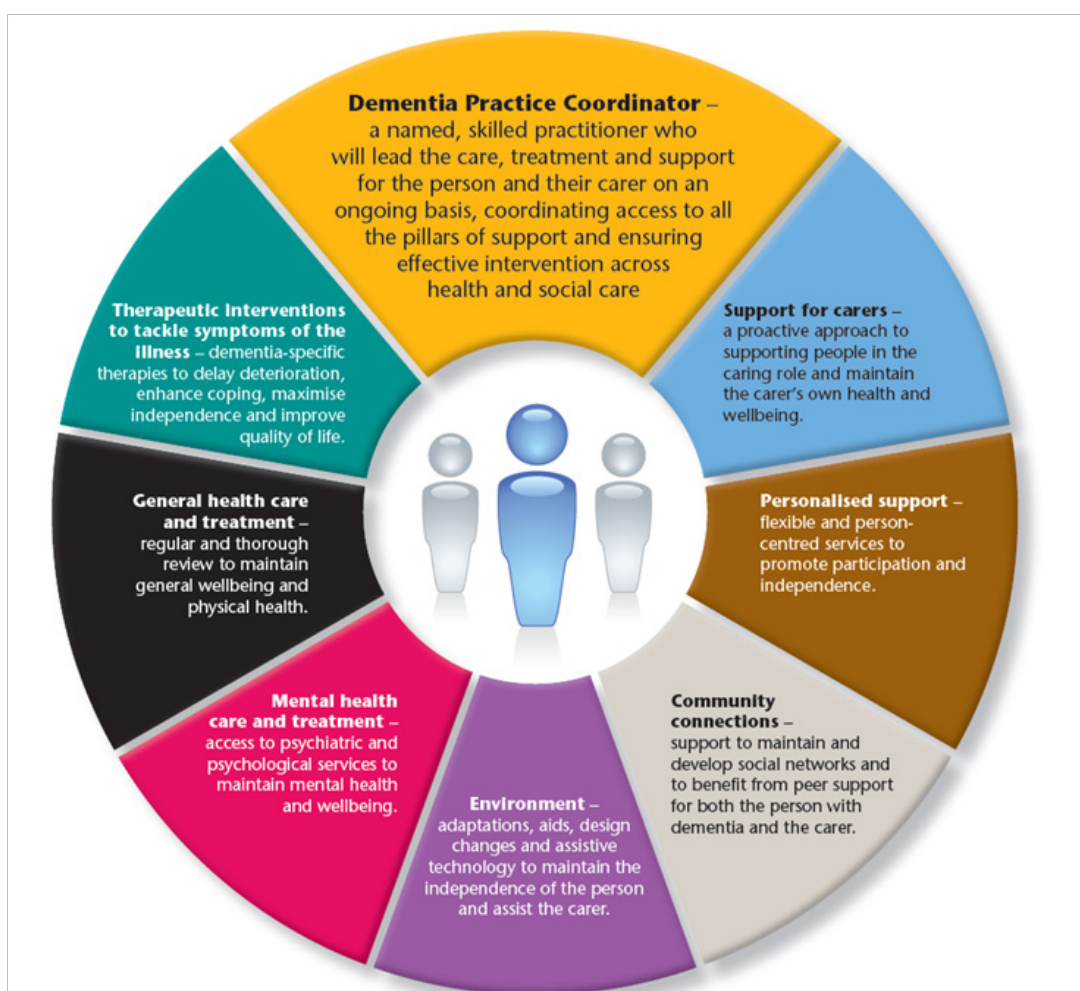 Dementia Practice Coordinator –
a named, skilled practitioner who
will lead the care, treatment and support
for the person and their carer on an
ongoing basis, coordinating access to all
the pillars of support and ensuring
effective intervention across
health and social care
Support for carers –
a proactive approach to
supporting people in the
caring role and maintain
the carer's own health and
wellbeing.
Personalised support –
flexible and person-
centred services to
promote participation and
independence.
Community
connections –
support to maintain and
develop social networks and
to benefit from peer support
for both the person with
dementia and the carer.
Environment –
adaptations, aids, design
changes and assistive
technology to maintain the
independence of the person
and assist the carer.
Mental health
care and treatment –
access to psychiatric and
psychological services to
maintain mental health
and wellbeing.
General health care
and treatment –
regular and thorough
review to maintain
general wellbeing and
physical health.
Therapeutic Interventions
to tackle symptoms of the
Illness – dementia-specific
therapies to delay deterioration,
enhance coping, maximise
independence and improve
quality of life.